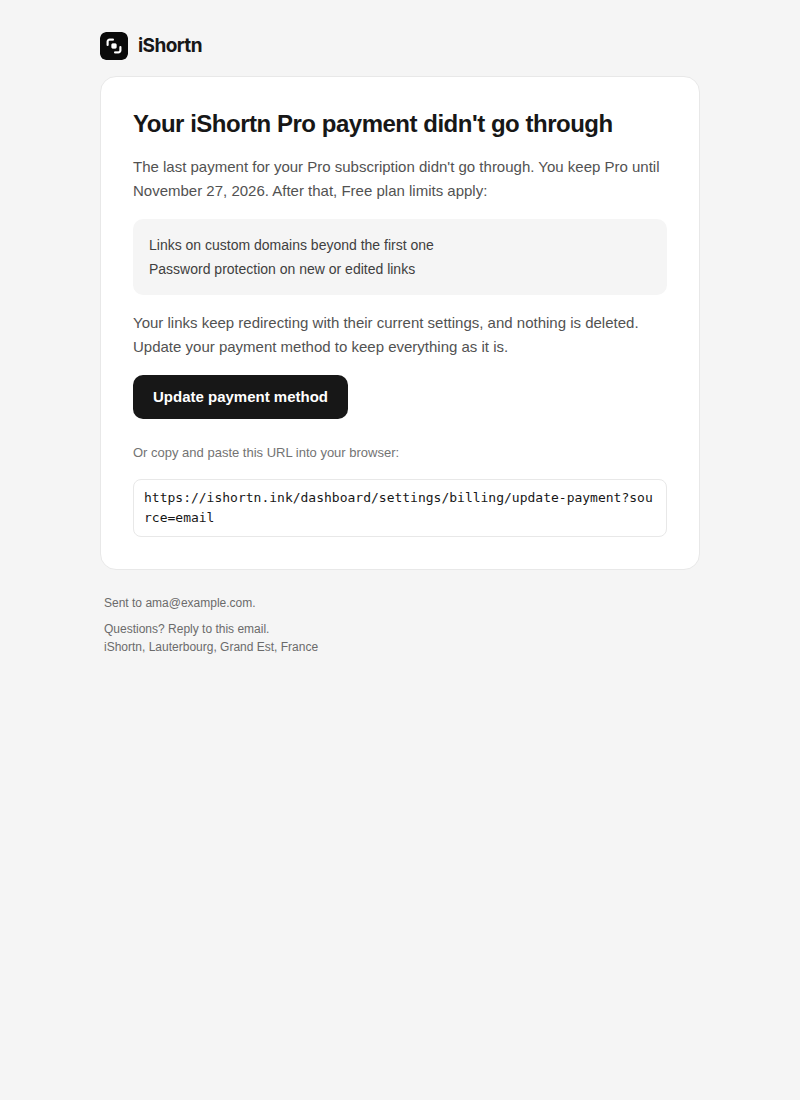 iShortn
Your iShortn Pro payment didn't go through
The last payment for your Pro subscription didn't go through. You keep Pro until
November 27, 2026. After that, Free plan limits apply:
Links on custom domains beyond the first one
Password protection on new or edited links
Your links keep redirecting with their current settings, and nothing is deleted.
Update your payment method to keep everything as it is.
Update payment method
Or copy and paste this URL into your browser:
https://ishortn.ink/dashboard/settings/billing/update-payment?sou
rce=email
Sent to ama@example.com.
Questions? Reply to this email.
iShortn, Lauterbourg, Grand Est, France